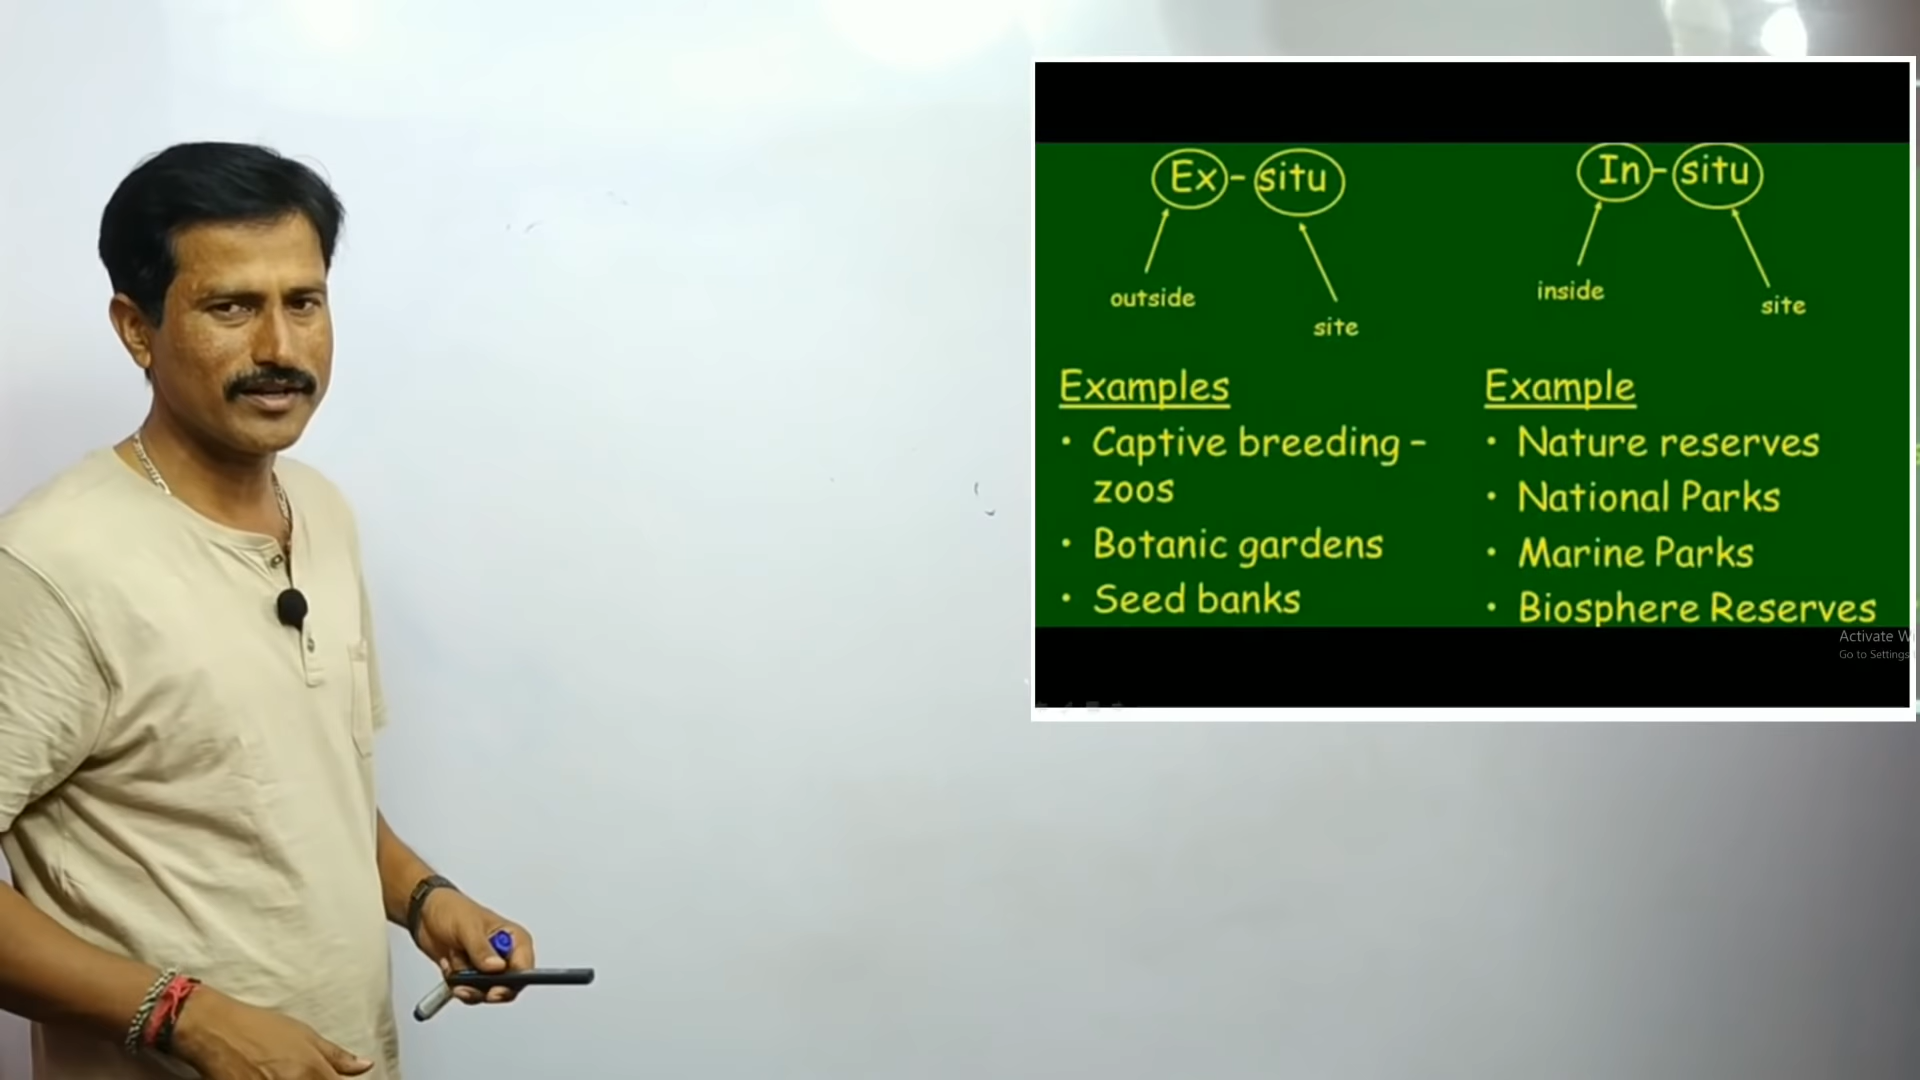 Ex - situ
outside
site
Examples
• Captive breeding –
zoos
• Botanic gardens
• Seed banks
In - situ
inside
site
Example
• Nature reserves
• National Parks
• Marine Parks
• Biosphere Reserves
Activate W
Go to Settings